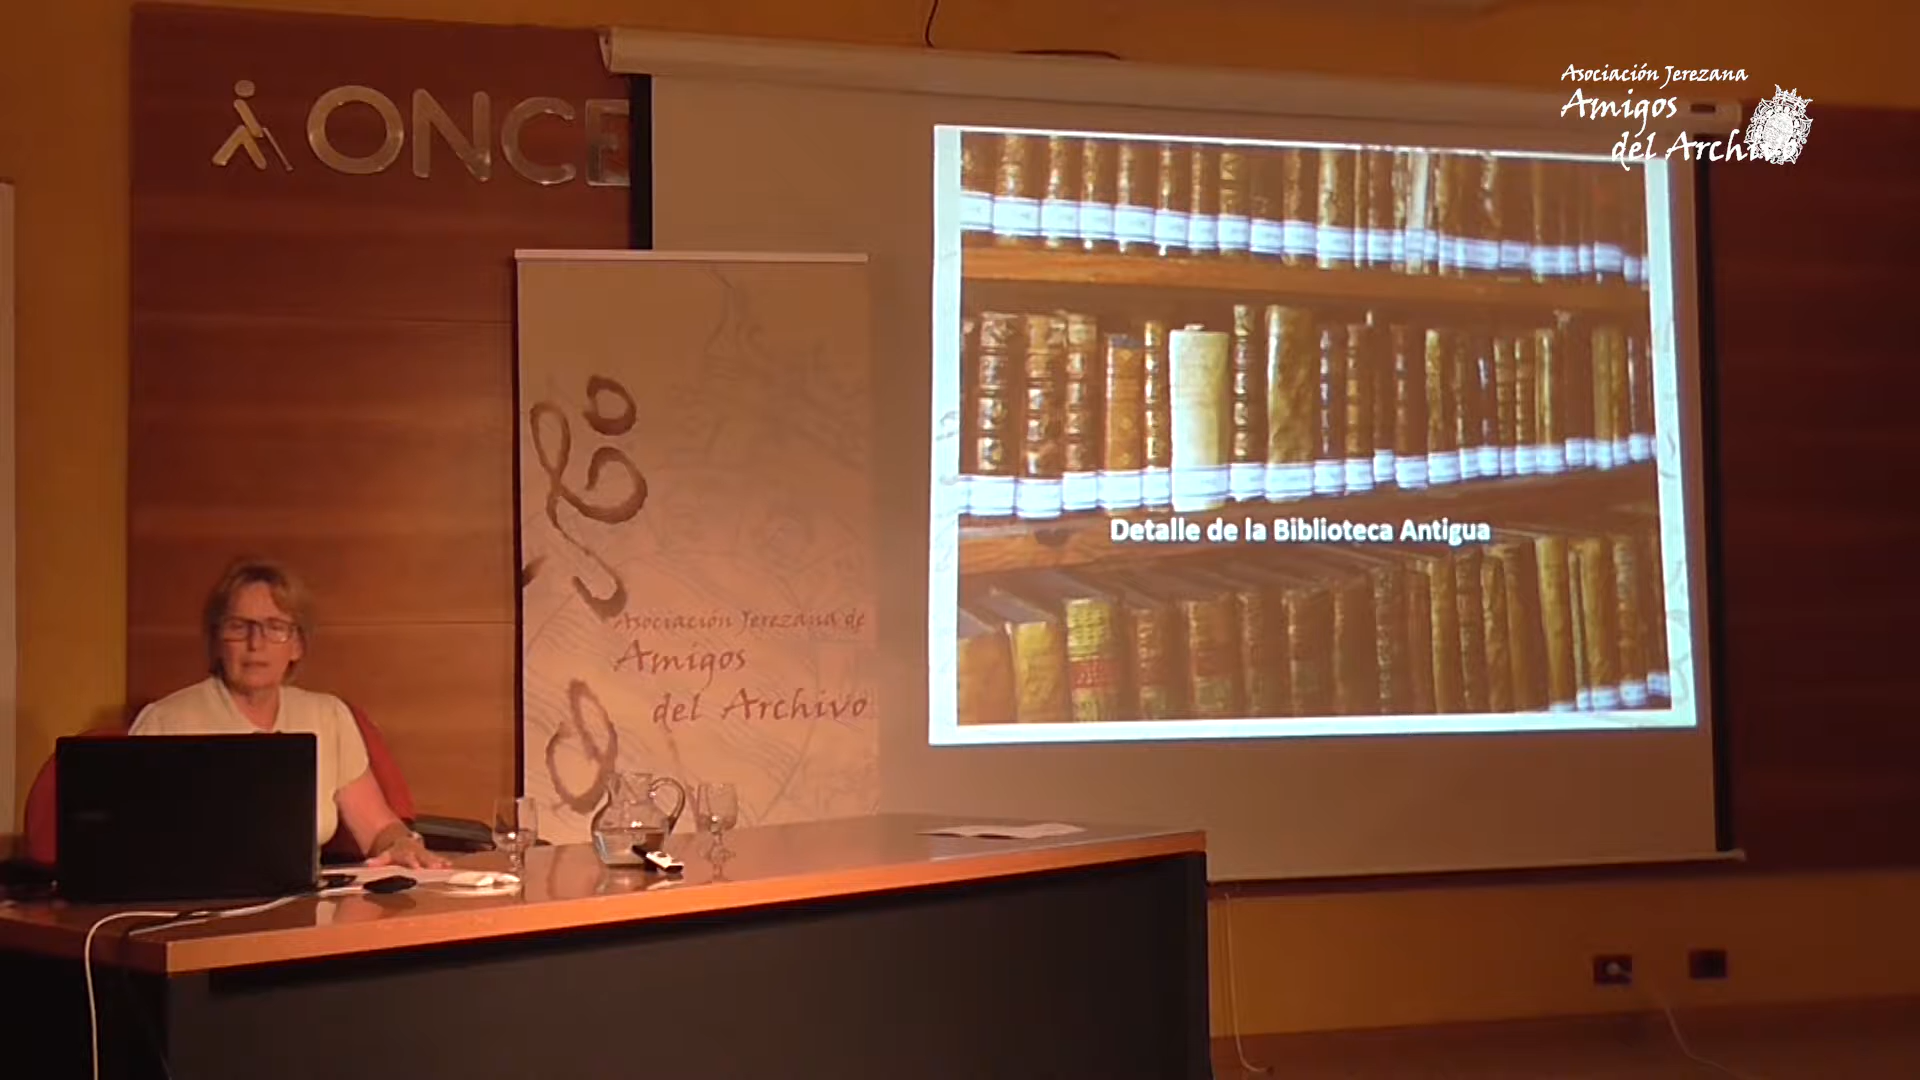 ONCE
Asociación Jerezana
Amigos
del Archivo
Detalle de la Biblioteca Antigua
Asociación Jerezana de
Amigos
del Archivo